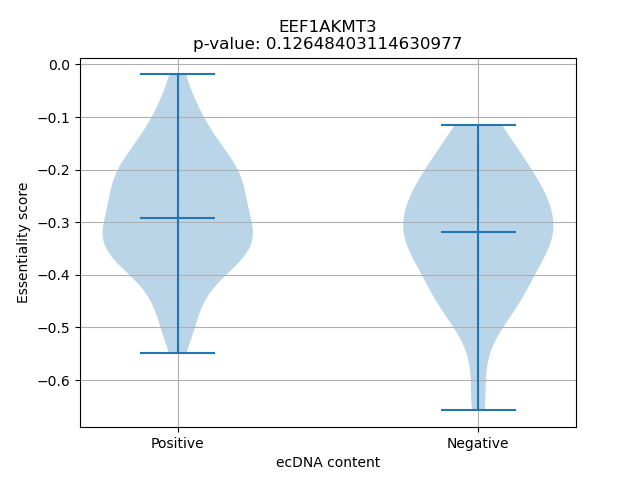 EEF1AKMT3
p-value: 0.12648403114630977
0.0
−0.1
−0.2
−0.3
−0.4
−0.5
−0.6
Essentiality score
Positive
Negative
ecDNA content